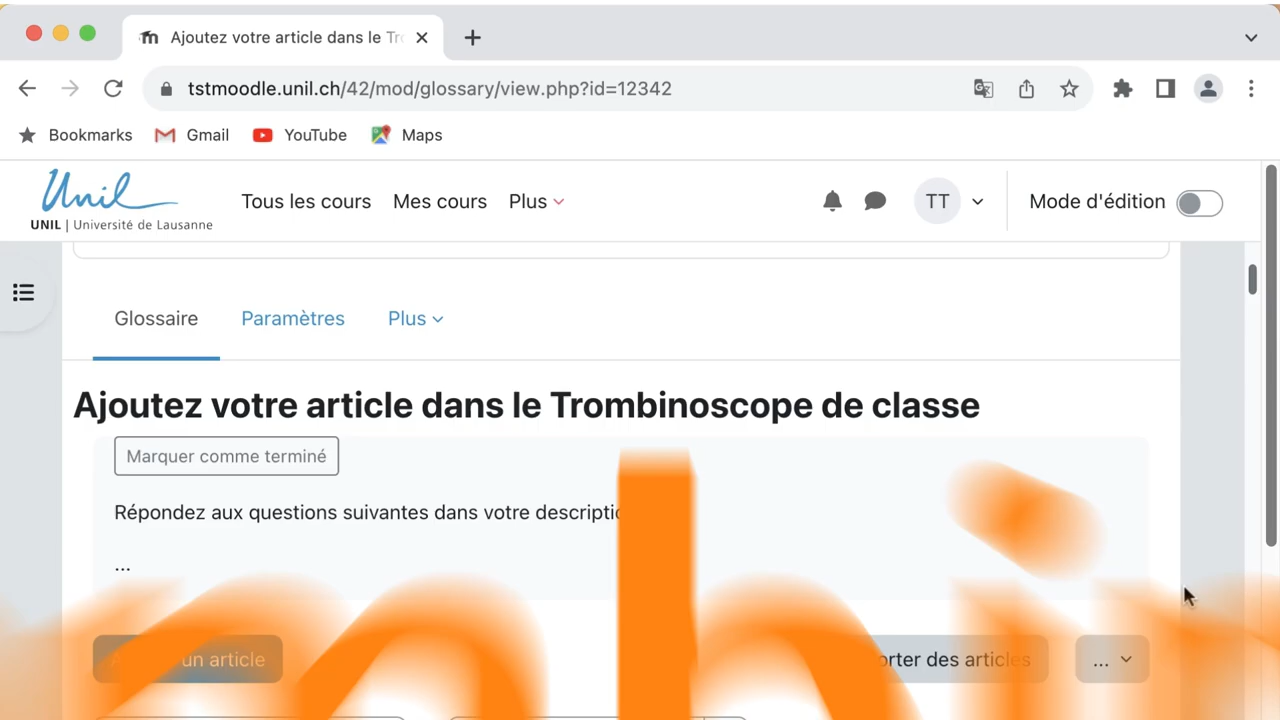 Ajoutez votre article dans le Tr
tstmoodle.unil.ch/42/mod/glossary/view.php?id=12342
Bookmarks Gmail YouTube Maps
Unil
UNIL | Université de Lausanne
Tous les cours Mes cours Plus TT Mode d'édition
Glossaire Paramètres Plus
Ajoutez votre article dans le Trombinoscope de classe
Marquer comme terminé
Répondez aux questions suivantes dans votre descripti
...
un article orter des articles ...